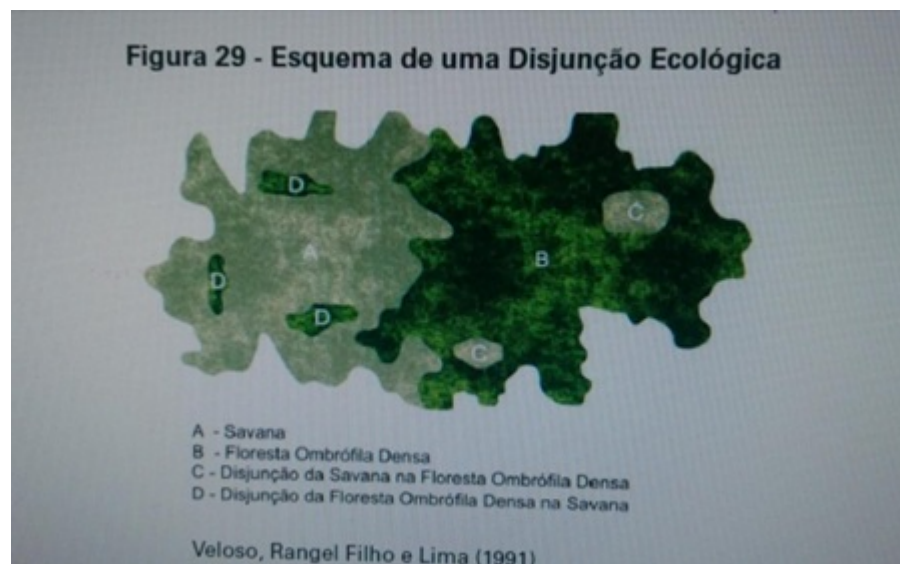 Figura 29 - Esquema de uma Disjunção Ecológica
D
C
A
B
D
D
C
A - Savana
B - Floresta Ombrófila Densa
C - Disjunção da Savana na Floresta Ombrófila Densa
D - Disjunção da Floresta Ombrófila Densa na Savana
Veloso, Rangel Filho e Lima (1991)